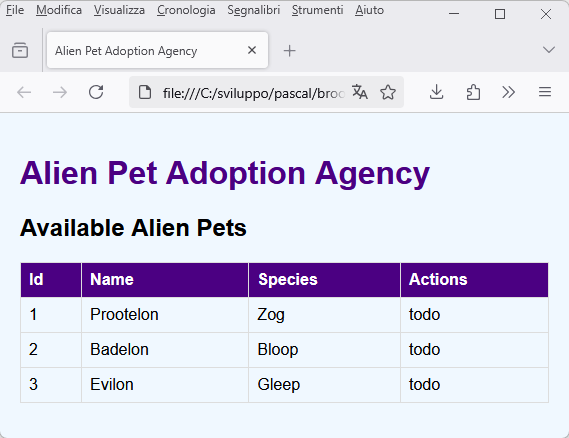 File Modifica Visualizza Cronologia Segnalibri Strumenti Aiuto
Alien Pet Adoption Agency
file:///C:/sviluppo/pascal/broo
Alien Pet Adoption Agency
Available Alien Pets
Id Name Species Actions
1 Prootelon Zog todo
2 Badelon Bloop todo
3 Evilon Gleep todo